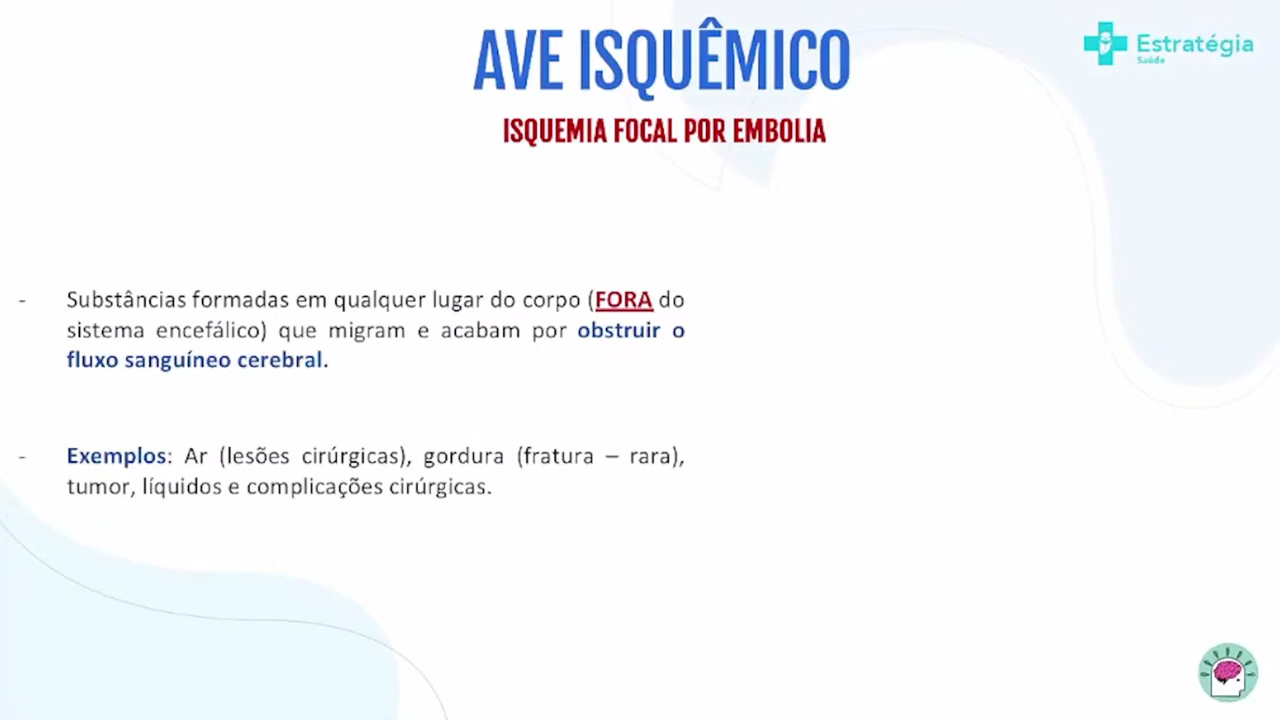 AVE ISQUÊMICO
Estratégia
Saúde
ISQUEMIA FOCAL POR EMBOLIA
- Substâncias formadas em qualquer lugar do corpo (FORA do
sistema encefálico) que migram e acabam por obstruir o
fluxo sanguíneo cerebral.
- Exemplos: Ar (lesões cirúrgicas), gordura (fratura – rara),
tumor, líquidos e complicações cirúrgicas.